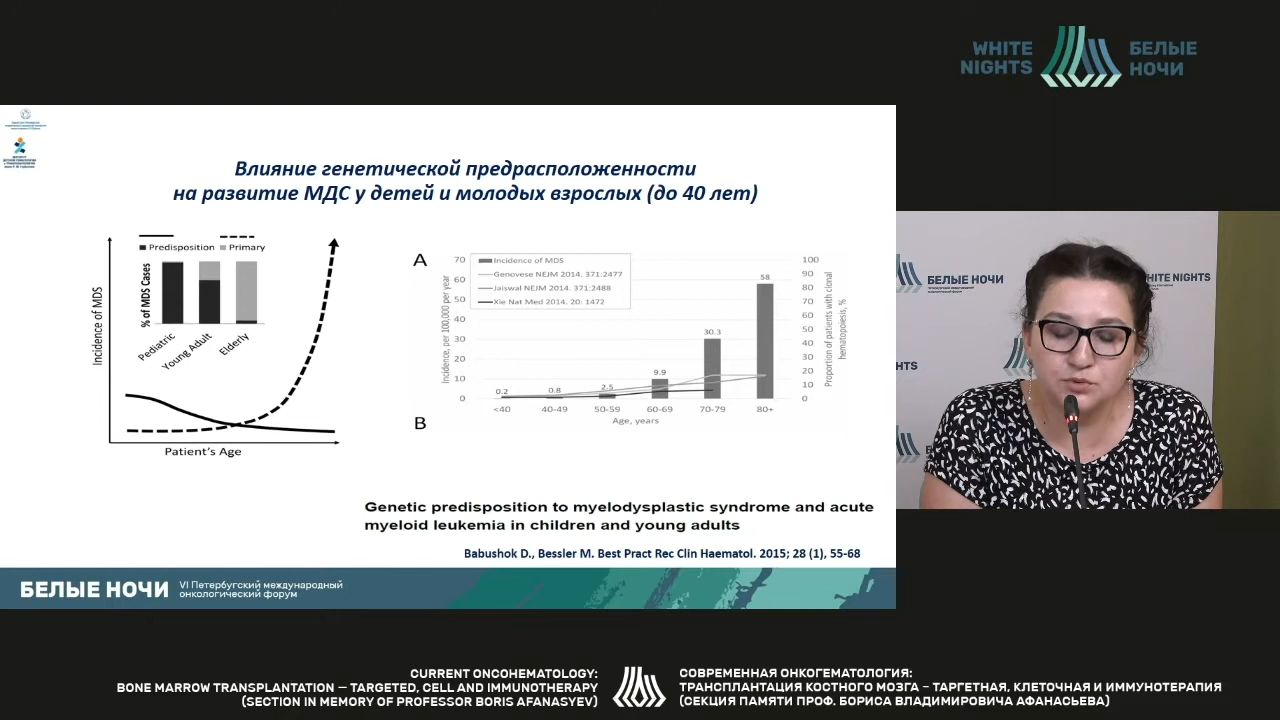 WHITE
NIGHTS
БЕЛЫЕ
НОЧИ
Влияние генетической предрасположенности
на развитие МДС у детей и молодых взрослых (до 40 лет)
Predisposition
Primary
% of MDS Cases
Pediatric
Young Adult
Elderly
Incidence of MDS
Patient's Age
A
Incidence of MDS
Genovese NEJM 2014. 371:2477
Jaiswal NEJM 2014. 371:2488
Xie Nat Med 2014. 20: 1472
Incidence, per 100,000 per year
70
60
50
40
30
20
10
0
0.2
0.8
2.5
9.9
30.3
58
<40
40-49
50-59
60-69
70-79
80+
Age, years
100
90
80
70
60
50
40
30
20
10
0
Proportion of patients with clonal
hematopoiesis, %
B
Genetic predisposition to myelodysplastic syndrome and acute
myeloid leukemia in children and young adults
Babushok D., Bessler M. Best Pract Rec Clin Haematol. 2015; 28 (1), 55-68
БЕЛЫЕ НОЧИ
VI Петербургский международный
онкологический форум
БЕЛЫЕ НОЧИ
WHITE NIGHTS
CURRENT ONCOHEMATOLOGY:
BONE MARROW TRANSPLANTATION – TARGETED, CELL AND IMMUNOTHERAPY
(SECTION IN MEMORY OF PROFESSOR BORIS AFANASYEV)
СОВРЕМЕННАЯ ОНКОГЕМАТОЛОГИЯ:
ТРАНСПЛАНТАЦИЯ КОСТНОГО МОЗГА – ТАРГЕТНАЯ, КЛЕТОЧНАЯ И ИММУНОТЕРАПИЯ
(СЕКЦИЯ ПАМЯТИ ПРОФ. БОРИСА ВЛАДИМИРОВИЧА АФАНАСЬЕВА)